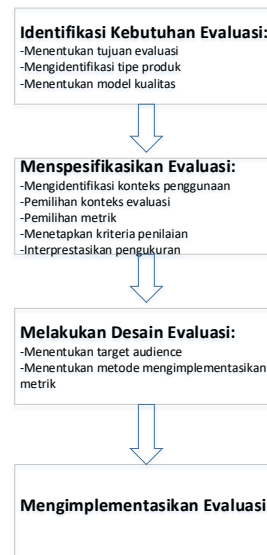 Identifikasi Kebutuhan Evaluasi:
-Menentukan tujuan evaluasi
-Mengidentifikasi tipe produk
-Menentukan model kualitas
Menspesifikasikan Evaluasi:
-Mengidentifikasi konteks penggunaan
-Pemilihan konteks evaluasi
-Pemilihan metrik
-Menetapkan kriteria penilaian
-Interprestasikan pengukuran
Melakukan Desain Evaluasi:
-Menentukan target audience
-Menentukan metode mengimplementasikan
metrik
Mengimplementasikan Evaluasi